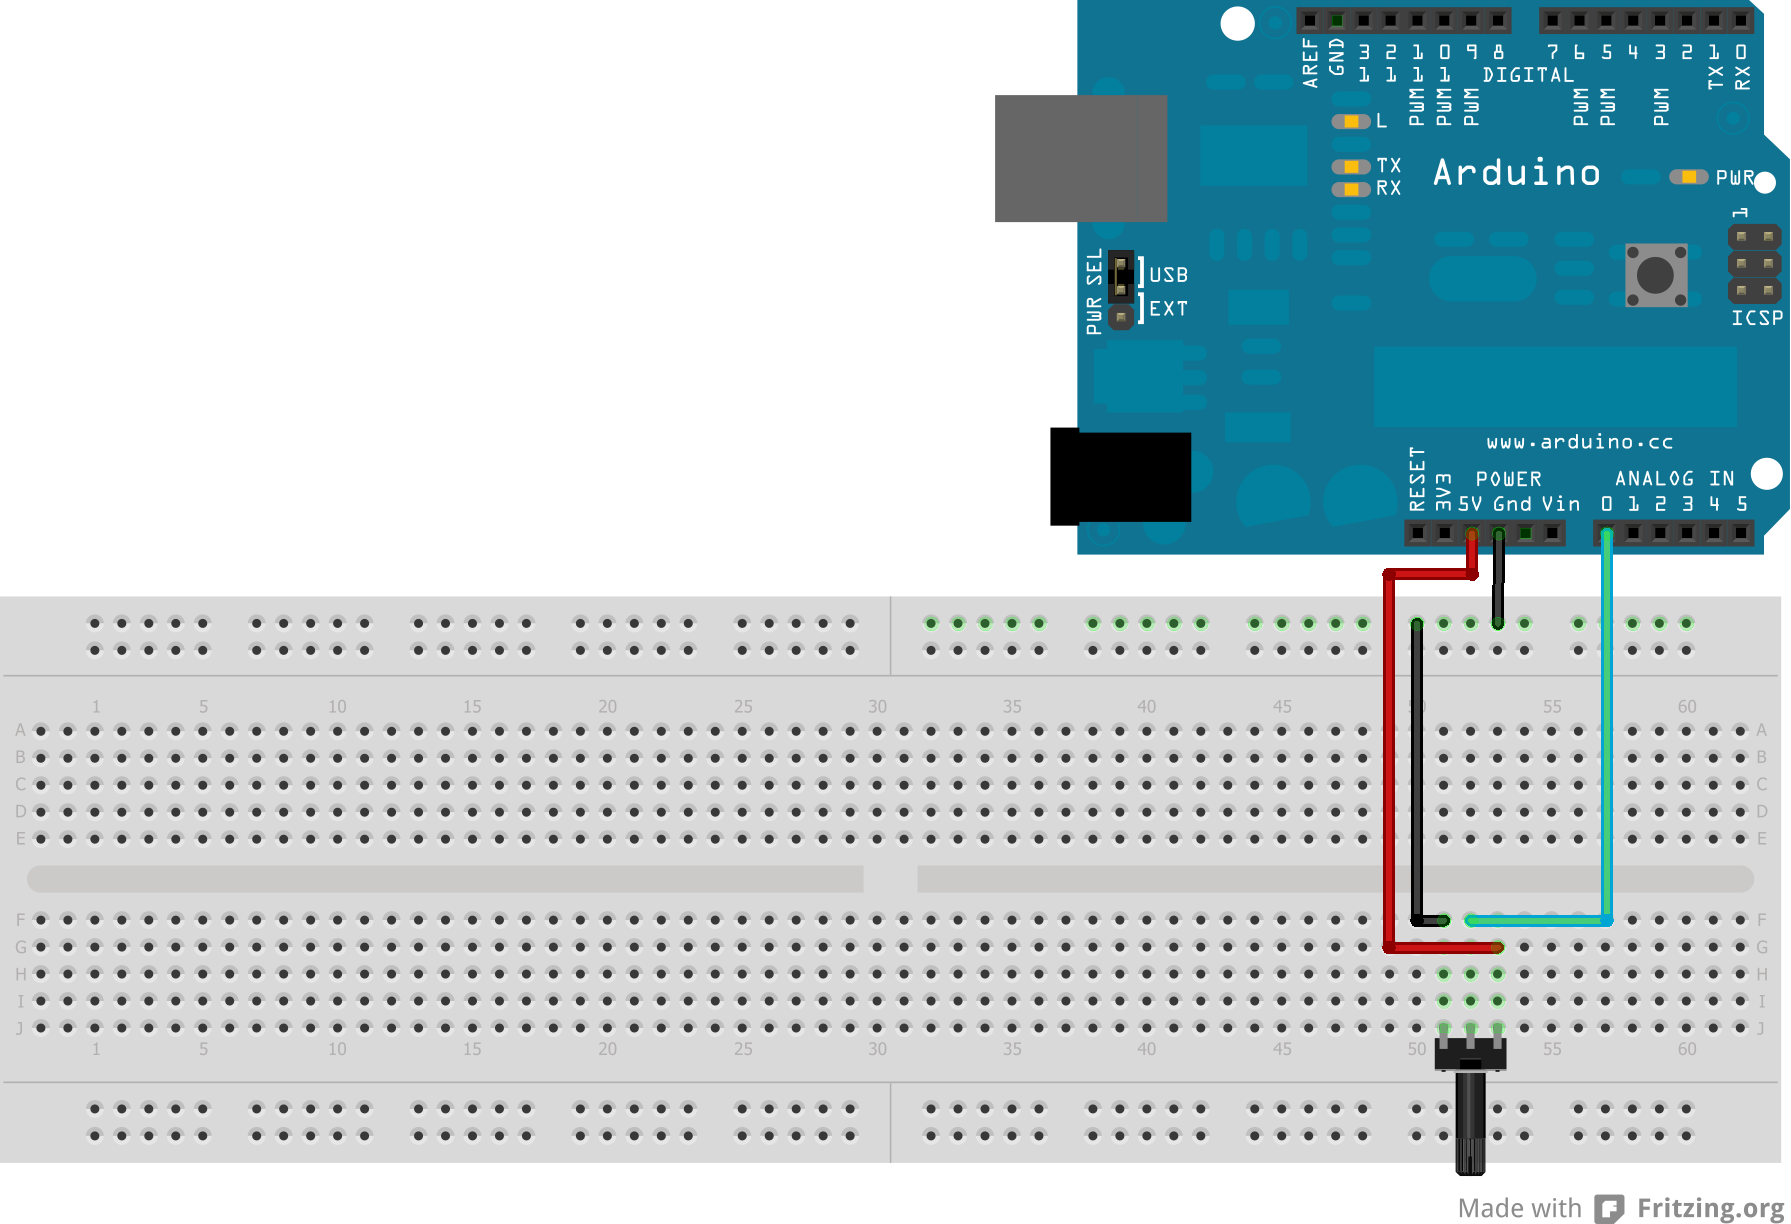 AREF GND 13 12 11 10 9 8 7 6 5 4 3 2 TX 1 RX 0
DIGITAL
PWM PWM PWM PWM PWM PWM
L
TX
RX
Arduino
PWR
1
ICSP
PWR SEL
USB
EXT
www.arduino.cc
POWER ANALOG IN
RESET 3V3 5V Gnd Vin 0 1 2 3 4 5
1 5 10 15 20 25 30 35 40 45 50 55 60
A A
B B
C C
D D
E E
F F
G G
H H
I I
J J
1 5 10 15 20 25 30 35 40 45 50 55 60
Made with Fritzing.org